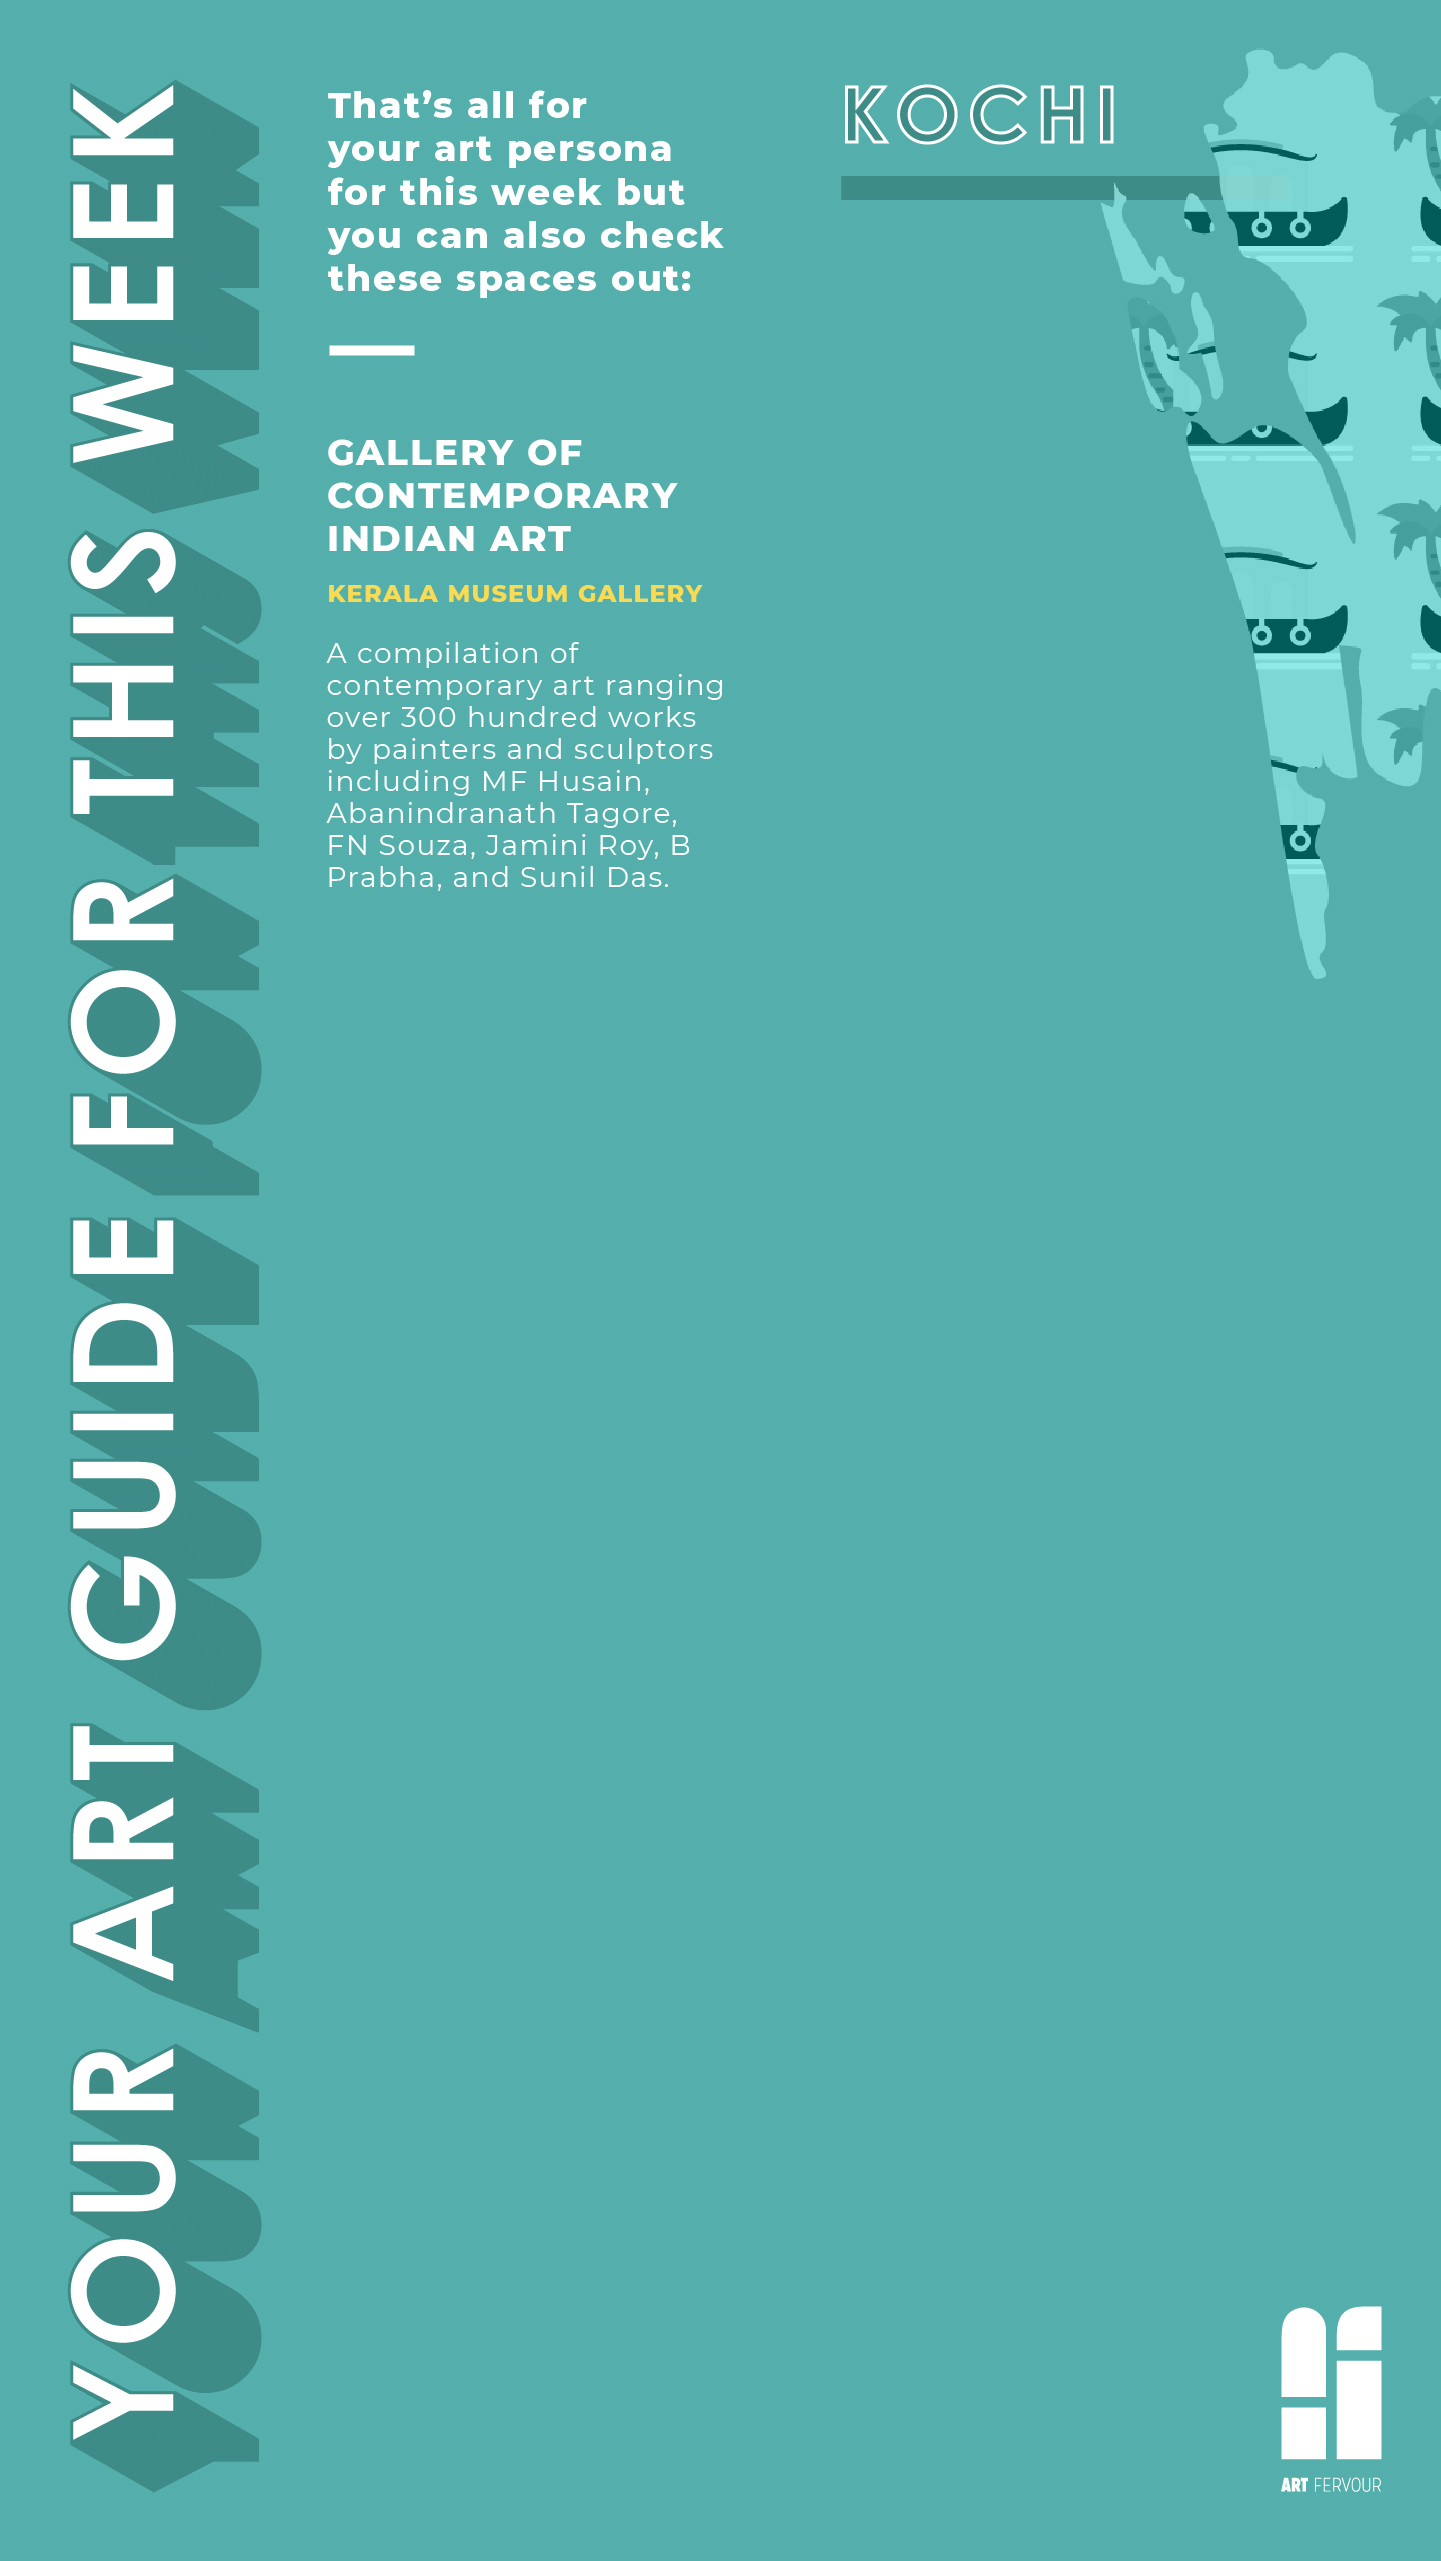 YOUR ART GUIDE FOR THIS WEEK
That's all for
your art persona
for this week but
you can also check
these spaces out:
GALLERY OF
CONTEMPORARY
INDIAN ART
KERALA MUSEUM GALLERY
A compilation of
contemporary art ranging
over 300 hundred works
by painters and sculptors
including MF Husain,
Abanindranath Tagore,
FN Souza, Jamini Roy, B
Prabha, and Sunil Das.
KOCHI
ART FERVOUR